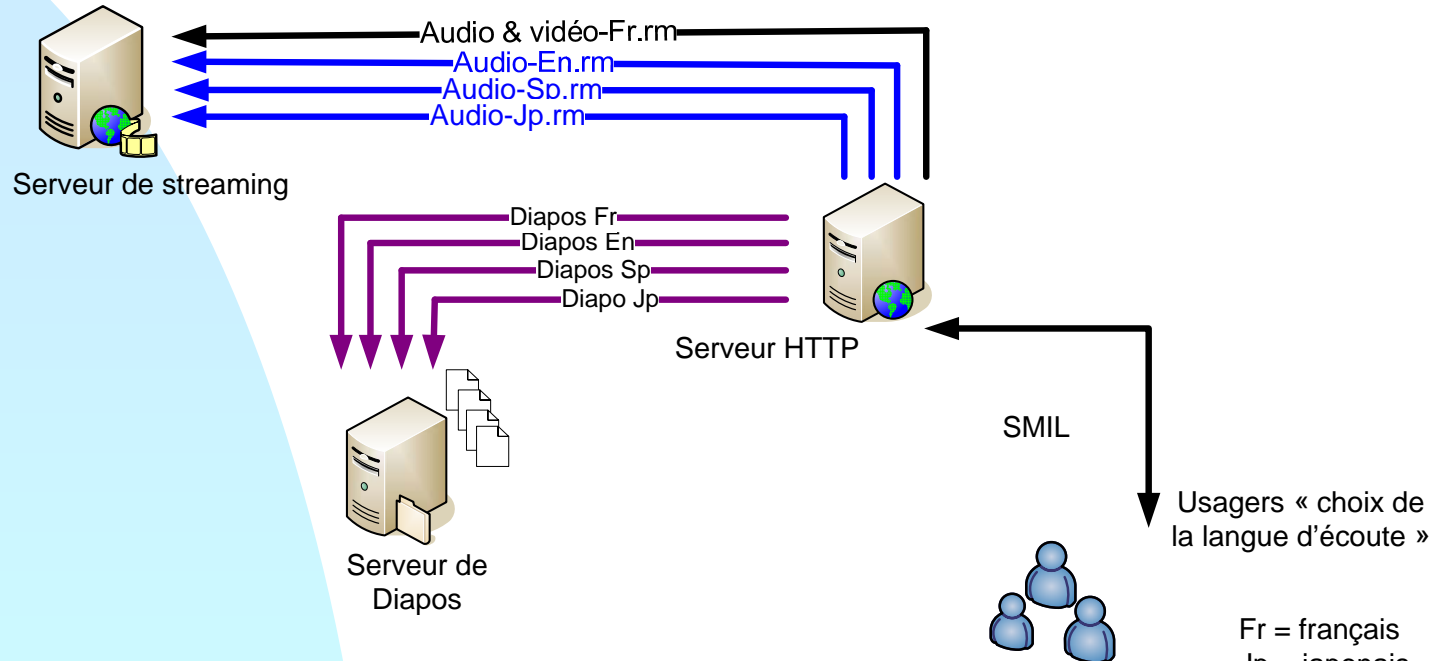 Audio & vidéo-Fr.rm
Audio-En.rm
Audio-Sp.rm
Audio-Jp.rm
Serveur de streaming
Diapos Fr
Diapos En
Diapos Sp
Diapo Jp
Serveur HTTP
SMIL
Usagers « choix de
la langue d'écoute »
Serveur de
Diapos
Fr = français